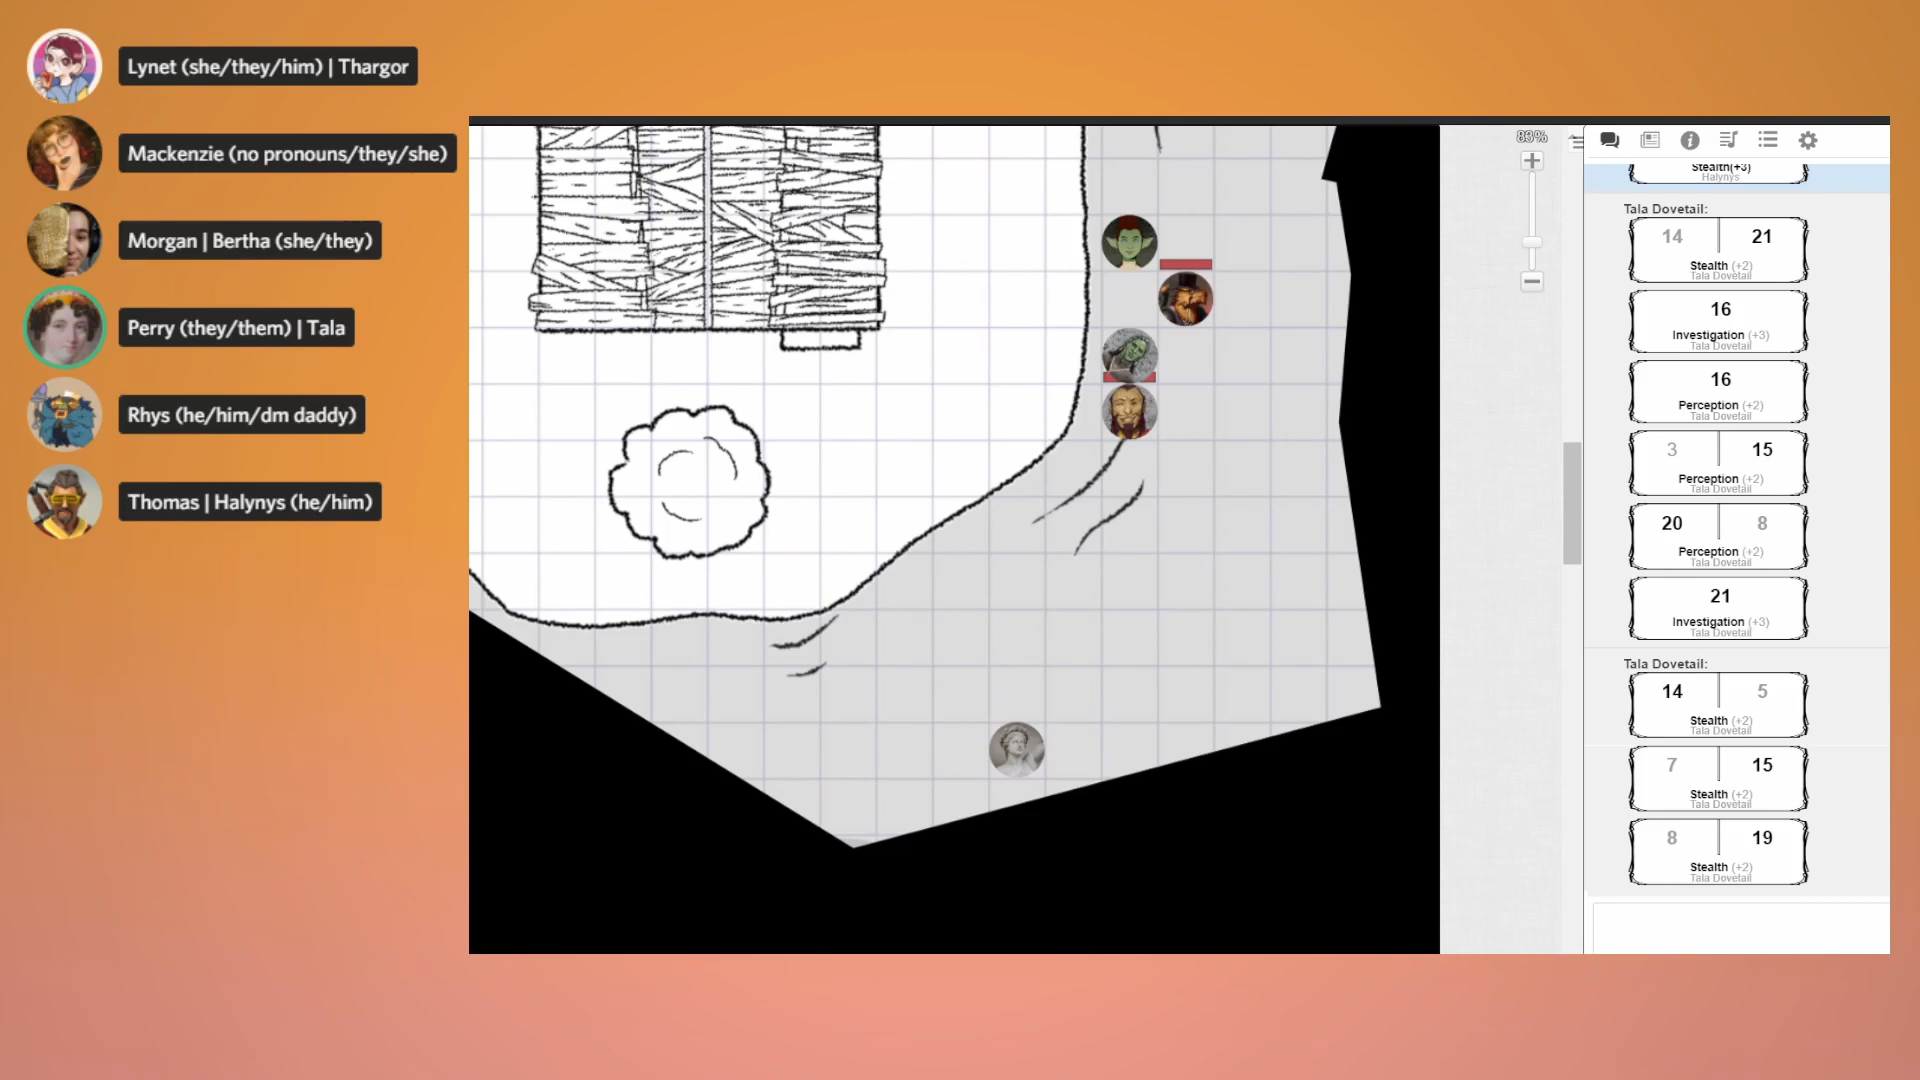 Lynet (she/they/him) | Thargor
Mackenzie (no pronouns/they/she)
Morgan | Bertha (she/they)
Perry (they/them) | Tala
Rhys (he/him/dm daddy)
Thomas | Halynys (he/him)
83%
Stealth(+3)
Halynys
Tala Dovetail:
14 21
Stealth (+2)
Tala Dovetail
16
Investigation (+3)
Tala Dovetail
16
Perception (+2)
Tala Dovetail
3 15
Perception (+2)
Tala Dovetail
20 8
Perception (+2)
Tala Dovetail
21
Investigation (+3)
Tala Dovetail
Tala Dovetail:
14 5
Stealth (+2)
Tala Dovetail
7 15
Stealth (+2)
Tala Dovetail
8 19
Stealth (+2)
Tala Dovetail